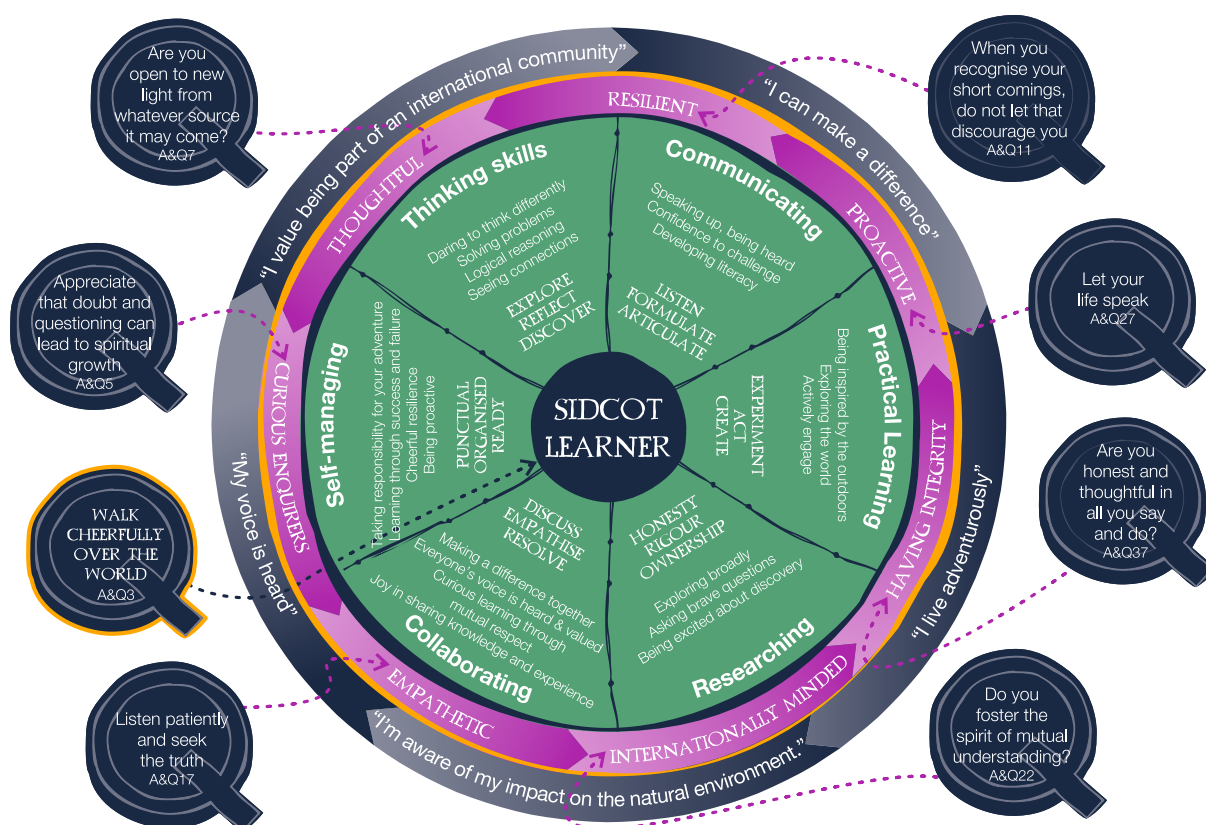 Are you
open to new
light from
whatever source
it may come?
A&Q7
When you
recognise your
short comings,
do not let that
discourage you
A&Q11
Appreciate
that doubt and
questioning can
lead to spiritual
growth
A&Q5
Let your
life speak
A&Q27
WALK
CHEERFULLY
OVER THE
WORLD
A&Q3
Are you
honest and
thoughtful in
all you say
and do?
A&Q37
Listen patiently
and seek
the truth
A&Q17
Do you
foster the
spirit of mutual
understanding?
A&Q22
“I value being part of an international community”
“I can make a difference”
“I live adventurously”
“I’m aware of my impact on the natural environment.”
“My voice is heard”
RESILIENT
PROACTIVE
HAVING INTEGRITY
INTERNATIONALLY MINDED
EMPATHETIC
CURIOUS ENQUIRERS
THOUGHTFUL
Thinking skills
Daring to think differently
Solving problems
Logical reasoning
Seeing connections
EXPLORE
REFLECT
DISCOVER
Communicating
Speaking up, being heard
Confidence to challenge
Developing literacy
LISTEN
FORMULATE
ARTICULATE
Practical Learning
Being inspired by the outdoors
Exploring the world
Actively engage
EXPERIMENT
ACT
CREATE
Researching
HONESTY
RIGOUR
OWNERSHIP
Exploring broadly
Asking brave questions
Being excited about discovery
Collaborating
DISCUSS
EMPATHISE
RESOLVE
Making a difference together
Everyone’s voice is heard & valued
Curious learning through
mutual respect
Joy in sharing knowledge and experience
Self-managing
Taking responsibility for your adventure
Learning through success and failure
Cheerful resilience
Being proactive
PUNCTUAL
ORGANISED
READY
SIDCOT
LEARNER